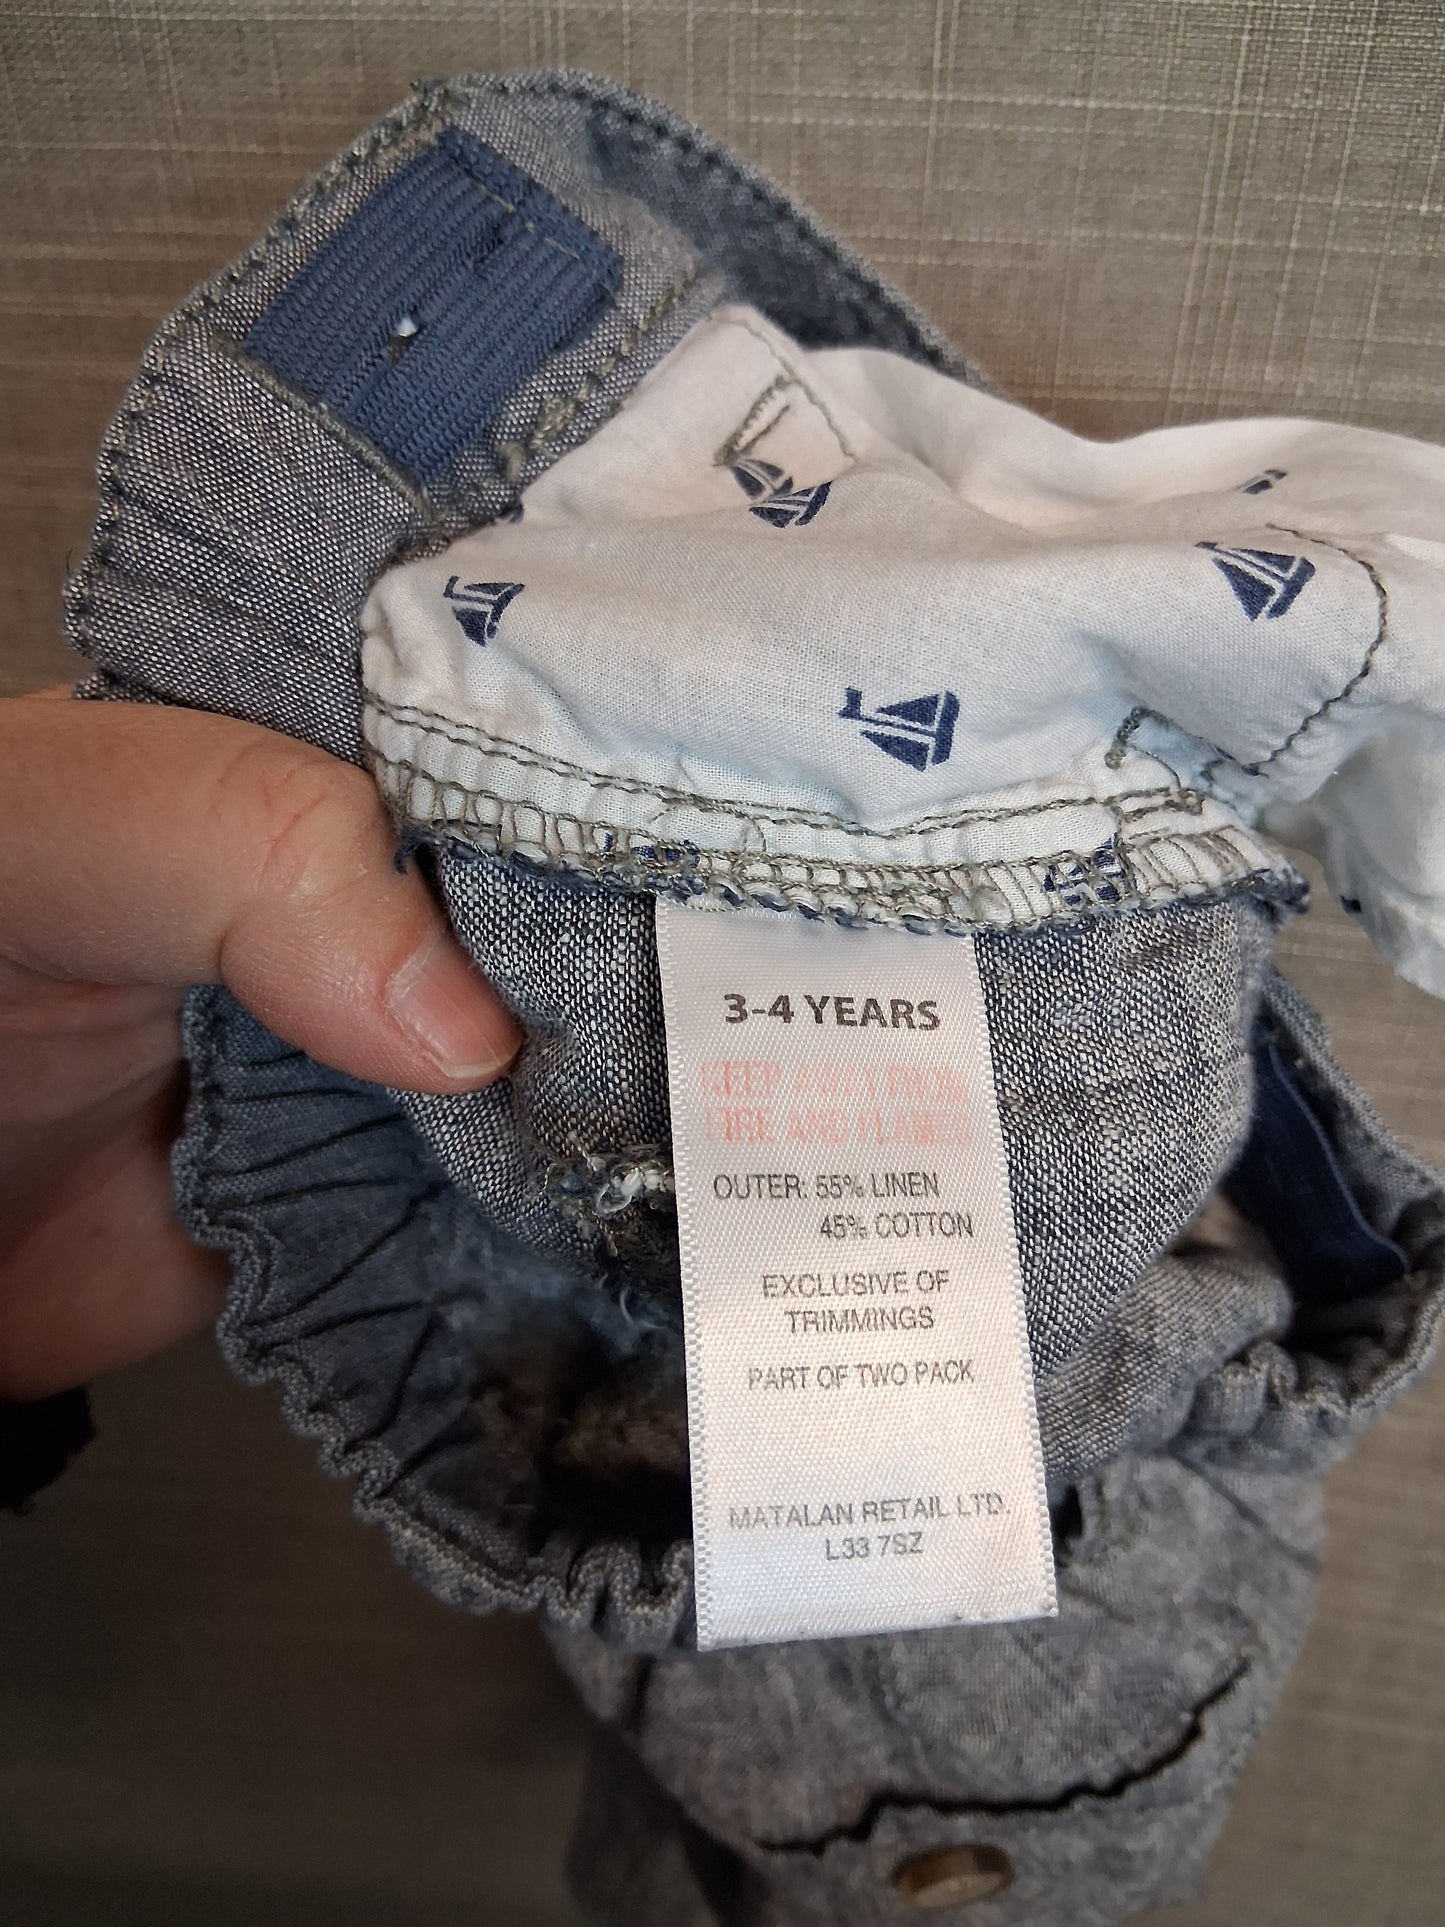 3-4 YEARS
KEEP AWAY FROM
FIRE AND FLAMES
OUTER: 55% LINEN
45% COTTON
EXCLUSIVE OF
TRIMMINGS
PART OF TWO PACK
MATALAN RETAIL LTD.
L33 7SZ